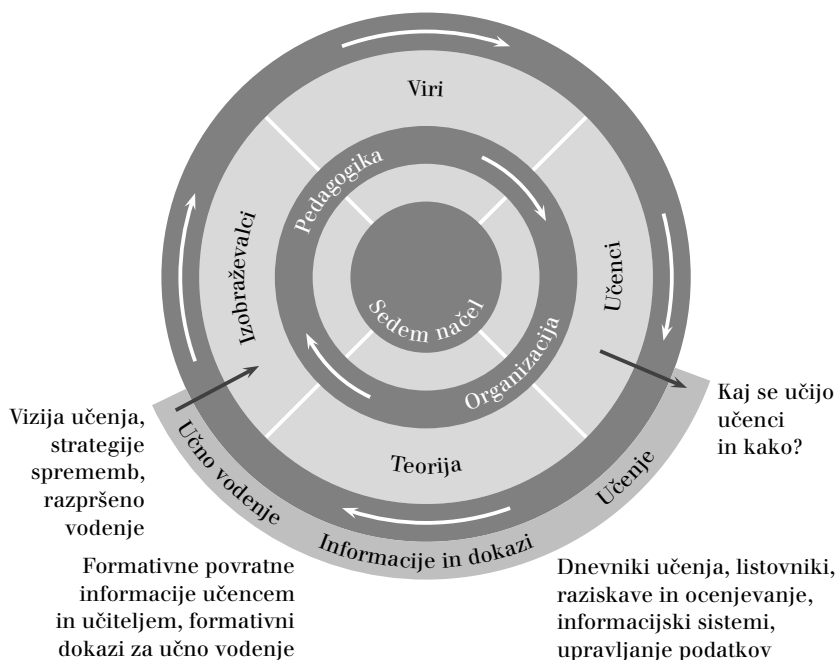 Viri
Pedagogika
Izobraževalci
Učenci
Sedem načel
Organizacija
Teorija
Učno vodenje
Informacije in dokazi
Učenje
Kaj se učijo
učenci
in kako?
Vizija učenja,
strategije
sprememb,
razpršeno
vodenje
Formativne povratne
informacije učencem
in učiteljem, formativni
dokazi za učno vodenje
Dnevniki učenja, listovniki,
raziskave in ocenjevanje,
informacijski sistemi,
upravljanje podatkov